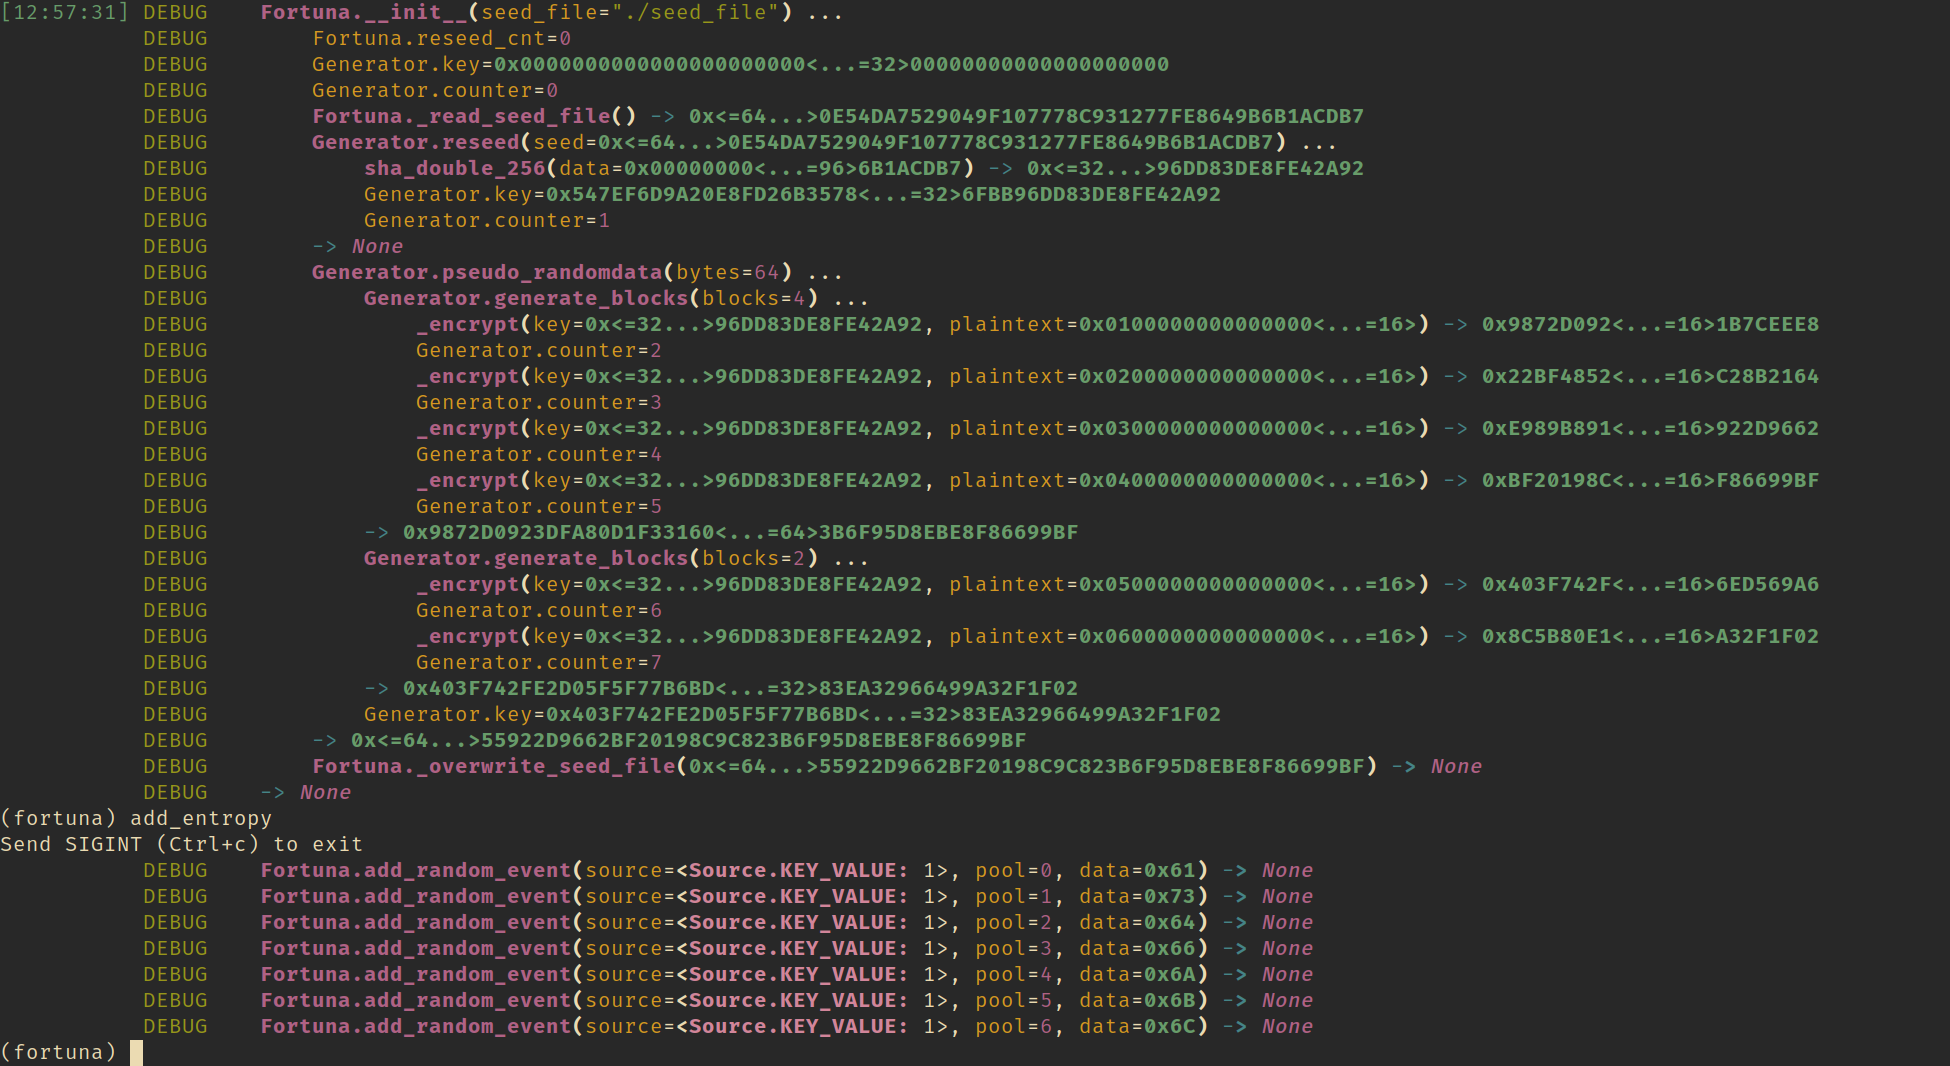 [12:57:31] DEBUG    Fortuna.__init__(seed_file="./seed_file") ...
           DEBUG        Fortuna.reseed_cnt=0
           DEBUG        Generator.key=0x0000000000000000000000<...=32>00000000000000000000
           DEBUG        Generator.counter=0
           DEBUG        Fortuna._read_seed_file() -> 0x<=64...>0E54DA7529049F107778C931277FE8649B6B1ACDB7
           DEBUG        Generator.reseed(seed=0x<=64...>0E54DA7529049F107778C931277FE8649B6B1ACDB7) ...
           DEBUG            sha_double_256(data=0x00000000<...=96>6B1ACDB7) -> 0x<=32...>96DD83DE8FE42A92
           DEBUG            Generator.key=0x547EF6D9A20E8FD26B3578<...=32>6FBB96DD83DE8FE42A92
           DEBUG            Generator.counter=1
           DEBUG        -> None
           DEBUG        Generator.pseudo_randomdata(bytes=64) ...
           DEBUG            Generator.generate_blocks(blocks=4) ...
           DEBUG                _encrypt(key=0x<=32...>96DD83DE8FE42A92, plaintext=0x0100000000000000<...=16>) -> 0x9872D092<...=16>1B7CEEE8
           DEBUG                Generator.counter=2
           DEBUG                _encrypt(key=0x<=32...>96DD83DE8FE42A92, plaintext=0x0200000000000000<...=16>) -> 0x22BF4852<...=16>C28B2164
           DEBUG                Generator.counter=3
           DEBUG                _encrypt(key=0x<=32...>96DD83DE8FE42A92, plaintext=0x0300000000000000<...=16>) -> 0xE989B891<...=16>922D9662
           DEBUG                Generator.counter=4
           DEBUG                _encrypt(key=0x<=32...>96DD83DE8FE42A92, plaintext=0x0400000000000000<...=16>) -> 0xBF20198C<...=16>F86699BF
           DEBUG                Generator.counter=5
           DEBUG            -> 0x9872D0923DFA80D1F33160<...=64>3B6F95D8EBE8F86699BF
           DEBUG            Generator.generate_blocks(blocks=2) ...
           DEBUG                _encrypt(key=0x<=32...>96DD83DE8FE42A92, plaintext=0x0500000000000000<...=16>) -> 0x403F742F<...=16>6ED569A6
           DEBUG                Generator.counter=6
           DEBUG                _encrypt(key=0x<=32...>96DD83DE8FE42A92, plaintext=0x0600000000000000<...=16>) -> 0x8C5B80E1<...=16>A32F1F02
           DEBUG                Generator.counter=7
           DEBUG            -> 0x403F742FE2D05F5F77B6BD<...=32>83EA32966499A32F1F02
           DEBUG            Generator.key=0x403F742FE2D05F5F77B6BD<...=32>83EA32966499A32F1F02
           DEBUG        -> 0x<=64...>55922D9662BF20198C9C823B6F95D8EBE8F86699BF
           DEBUG        Fortuna._overwrite_seed_file(0x<=64...>55922D9662BF20198C9C823B6F95D8EBE8F86699BF) -> None
           DEBUG    -> None
(fortuna) add_entropy
Send SIGINT (Ctrl+c) to exit
           DEBUG    Fortuna.add_random_event(source=<Source.KEY_VALUE: 1>, pool=0, data=0x61) -> None
           DEBUG    Fortuna.add_random_event(source=<Source.KEY_VALUE: 1>, pool=1, data=0x73) -> None
           DEBUG    Fortuna.add_random_event(source=<Source.KEY_VALUE: 1>, pool=2, data=0x64) -> None
           DEBUG    Fortuna.add_random_event(source=<Source.KEY_VALUE: 1>, pool=3, data=0x66) -> None
           DEBUG    Fortuna.add_random_event(source=<Source.KEY_VALUE: 1>, pool=4, data=0x6A) -> None
           DEBUG    Fortuna.add_random_event(source=<Source.KEY_VALUE: 1>, pool=5, data=0x6B) -> None
           DEBUG    Fortuna.add_random_event(source=<Source.KEY_VALUE: 1>, pool=6, data=0x6C) -> None
(fortuna)